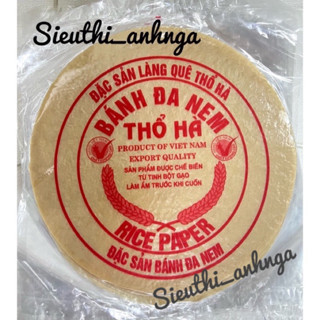 Sieuthi_anhnga
ĐẶC SẢN LÀNG QUÊ THỔ HÀ
BÁNH ĐA NEM
THỔ HÀ
PRODUCT OF VIET NAM
EXPORT QUALITY
SẢN PHẨM ĐƯỢC CHẾ BIẾN
TỪ TINH BỘT GẠO
LÀM ẨM TRƯỚC KHI CUỐN
RICE PAPER
ĐẶC SẢN BÁNH ĐA NEM
Sieuthi_anhnga